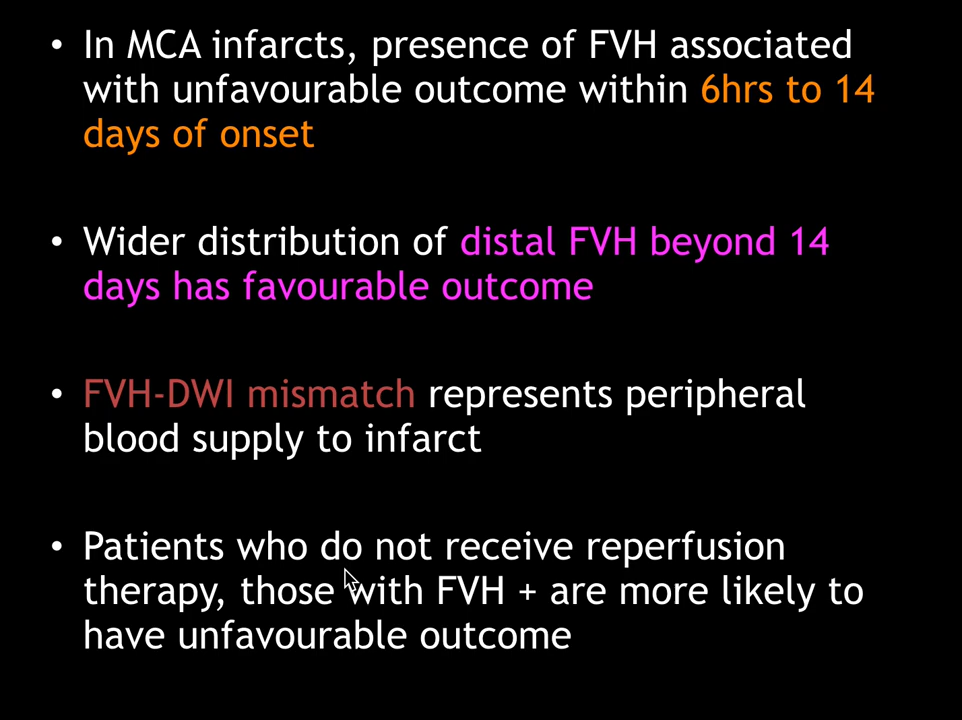 • In MCA infarcts, presence of FVH associated
with unfavourable outcome within 6hrs to 14
days of onset
• Wider distribution of distal FVH beyond 14
days has favourable outcome
• FVH-DWI mismatch represents peripheral
blood supply to infarct
• Patients who do not receive reperfusion
therapy, those with FVH + are more likely to
have unfavourable outcome